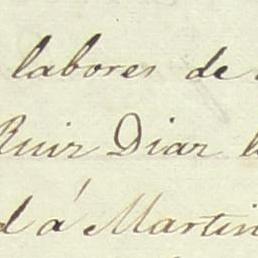 labores de
Ruiz Diaz l
d á Martin